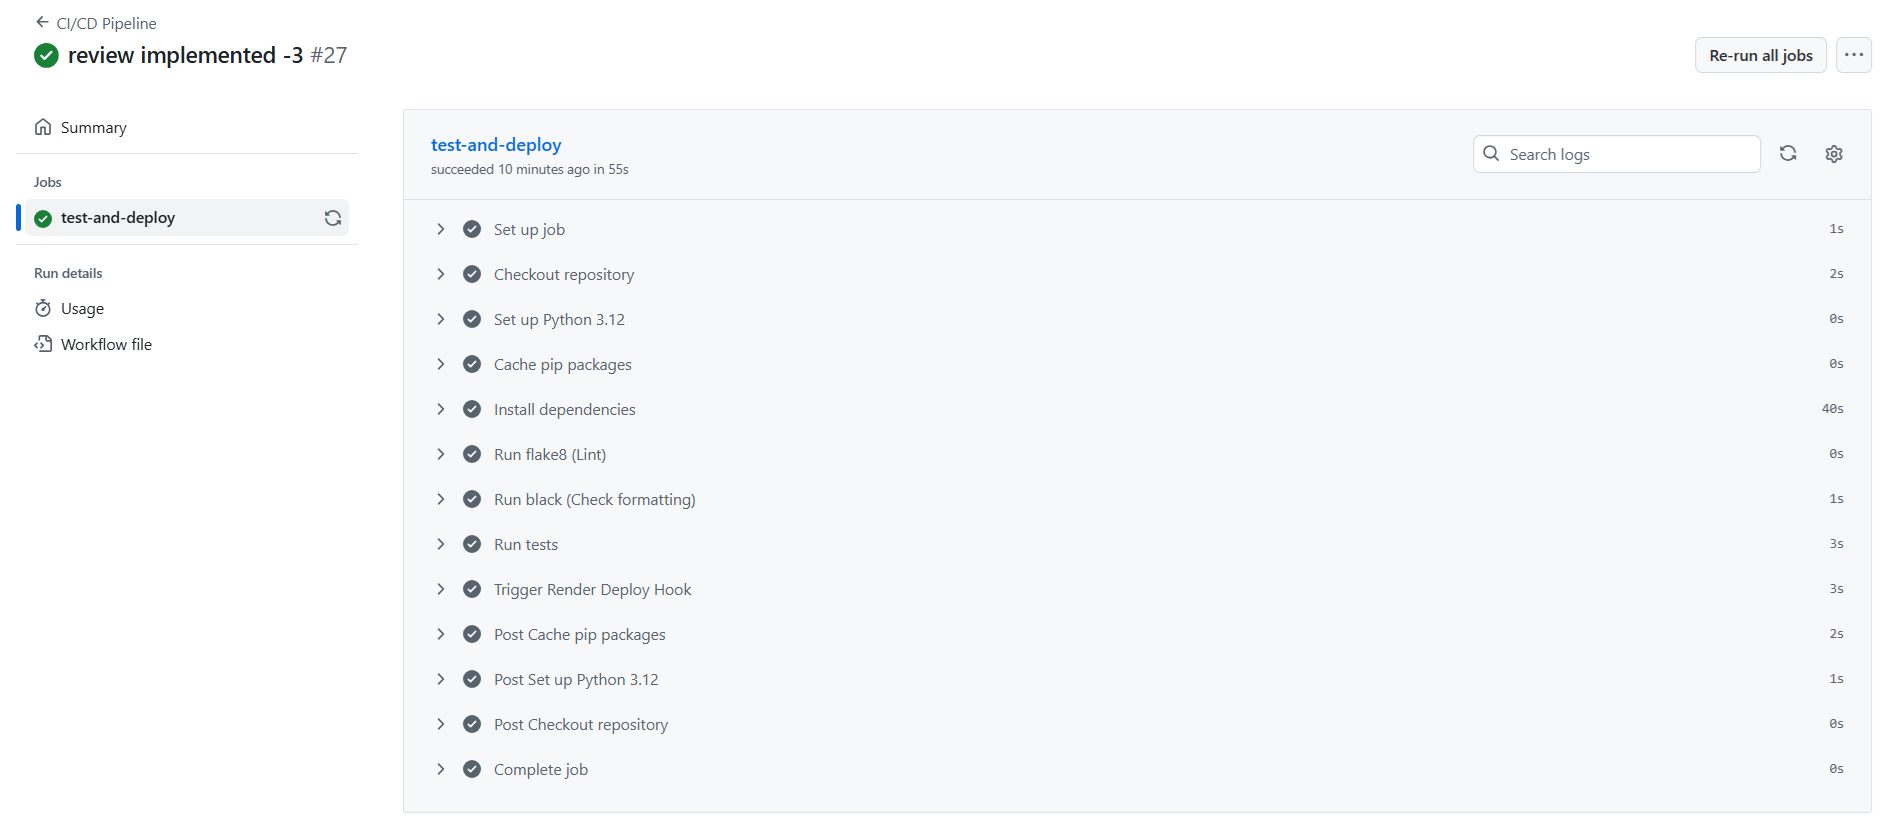 CI/CD Pipeline
review implemented -3 #27
Re-run all jobs
Summary
Jobs
test-and-deploy
Run details
Usage
Workflow file
test-and-deploy
succeeded 10 minutes ago in 55s
Search logs
Set up job 1s
Checkout repository 2s
Set up Python 3.12 0s
Cache pip packages 0s
Install dependencies 40s
Run flake8 (Lint) 0s
Run black (Check formatting) 1s
Run tests 3s
Trigger Render Deploy Hook 3s
Post Cache pip packages 2s
Post Set up Python 3.12 1s
Post Checkout repository 0s
Complete job 0s